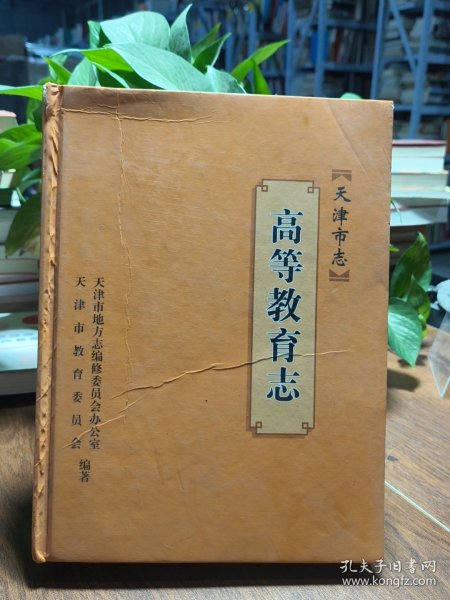 【天津市志】
高等教育志
天津市地方志编修委员会办公室
天津市教育委员会
编著
孔夫子旧书网
www.kongfz.com